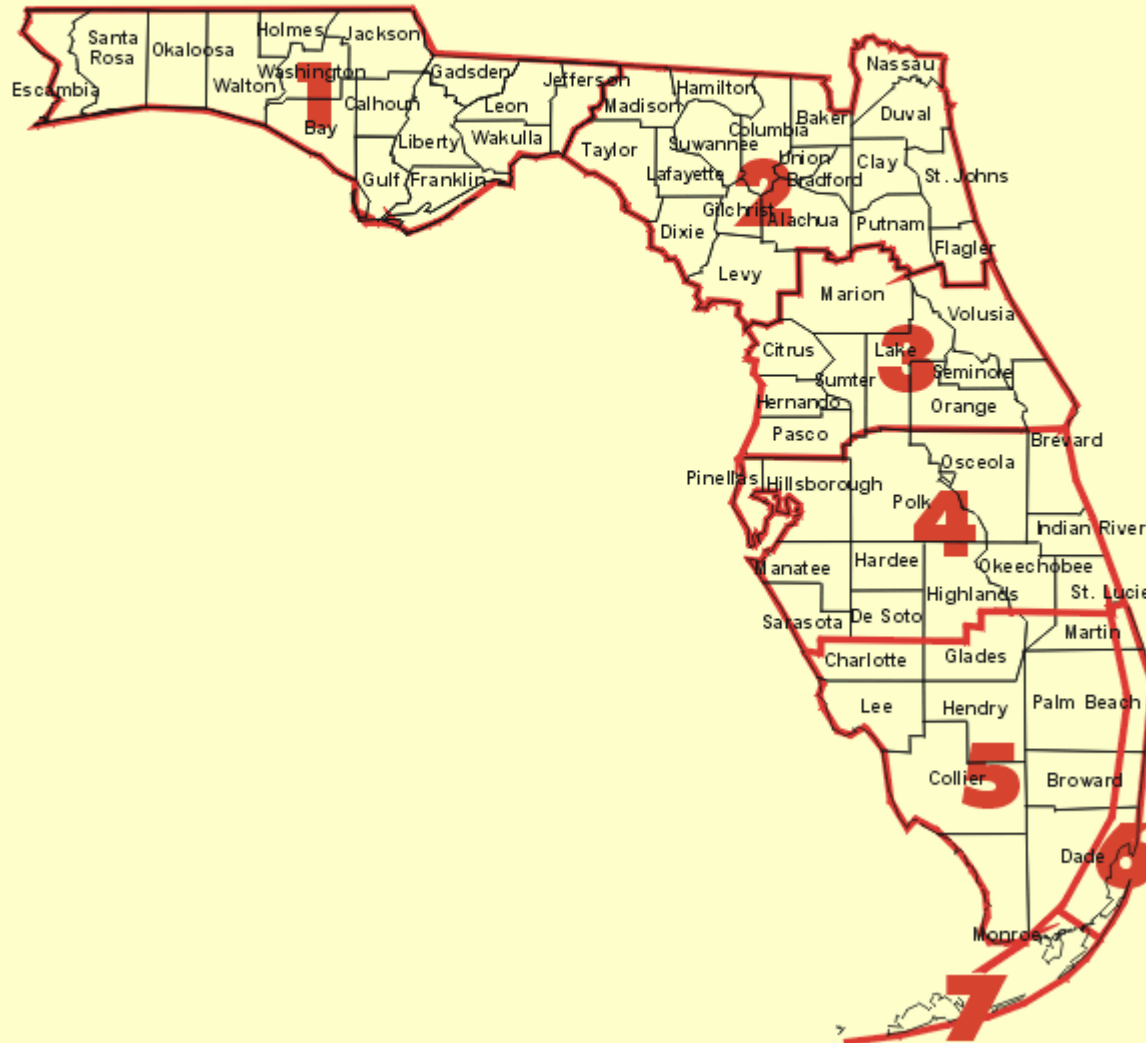 Holmes
Jackson
Santa
Rosa
Okaloosa
Washington
Walton
Escambia
1
Bay
Calhoun
Gadsden
Jefferson
Leon
Liberty
Wakulla
Gulf
Franklin
Nassau
Hamilton
Madison
Baker
Duval
Columbia
Suwannee
Taylor
Union
Clay
Lafayette
Bradford
St. Johns
2
Gilchrist
Alachua
Putnam
Dixie
Flagler
Levy
Marion
Volusia
Citrus
Lake
3
Seminole
Sumter
Hernando
Orange
Pasco
Brevard
Osceola
Pinellas
Hillsborough
Polk
4
Indian River
Manatee
Hardee
Okeechobee
Highlands
St. Lucie
Sarasota
De Soto
Martin
Charlotte
Glades
Lee
Hendry
Palm Beach
Collier
5
Broward
Dade
6
Monroe
7